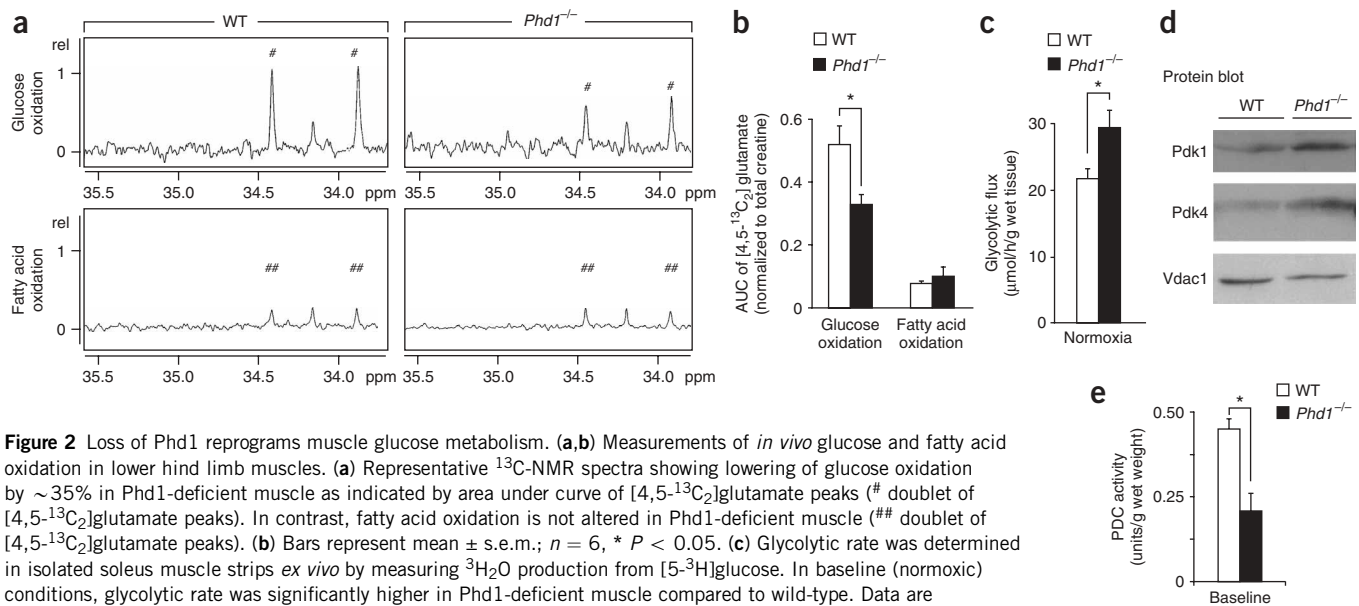 a
WT
Phd1–/–
rel
1
0
Glucose
oxidation
#
#
#
#
35.5 35.0 34.5 34.0 ppm
35.5 35.0 34.5 34.0 ppm
rel
1
0
Fatty acid
oxidation
## ##
## ##
35.5 35.0 34.5 34.0 ppm
35.5 35.0 34.5 34.0 ppm
b
WT
Phd1–/–
AUC of [4,5-13C2] glutamate
(normalized to total creatine)
0.6
0.4
0.2
0
*
Glucose
oxidation
Fatty acid
oxidation
c
WT
Phd1–/–
Glycolytic flux
(μmol/h/g wet tissue)
30
20
10
0
*
Normoxia
d
Protein blot
WT Phd1–/–
Pdk1
Pdk4
Vdac1
e
WT
Phd1–/–
PDC activity
(units/g wet weight)
0.50
0.25
0
*
Baseline
Figure 2 Loss of Phd1 reprograms muscle glucose metabolism. (a,b) Measurements of in vivo glucose and fatty acid
oxidation in lower hind limb muscles. (a) Representative 13C-NMR spectra showing lowering of glucose oxidation
by ~35% in Phd1-deficient muscle as indicated by area under curve of [4,5-13C2]glutamate peaks (# doublet of
[4,5-13C2]glutamate peaks). In contrast, fatty acid oxidation is not altered in Phd1-deficient muscle (## doublet of
[4,5-13C2]glutamate peaks). (b) Bars represent mean ± s.e.m.; n = 6, * P < 0.05. (c) Glycolytic rate was determined
in isolated soleus muscle strips ex vivo by measuring 3H2O production from [5-3H]glucose. In baseline (normoxic)
conditions, glycolytic rate was significantly higher in Phd1-deficient muscle compared to wild-type. Data are